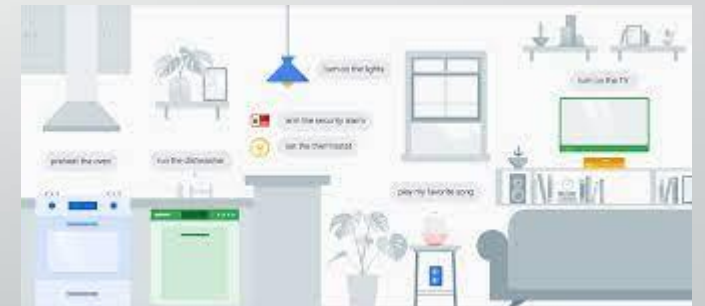 turn on the lights
turn on the TV
arm the security alarm
set the thermostat
preheat the oven
run the dishwasher
play my favorite song